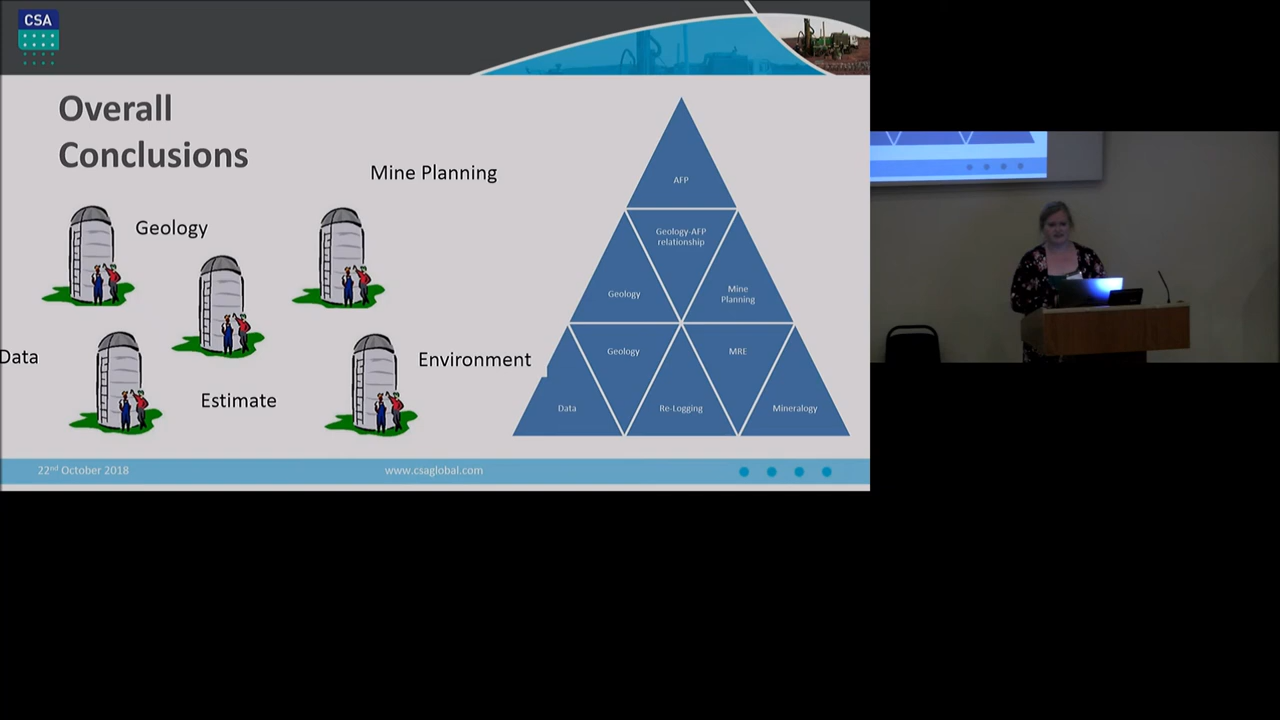 CSA
Overall
Conclusions
Mine Planning
Geology
Data
Environment
Estimate
AFP
Geology-AFP
relationship
Geology
Mine
Planning
Geology
MRE
Data
Re-Logging
Mineralogy
22nd October 2018
www.csaglobal.com